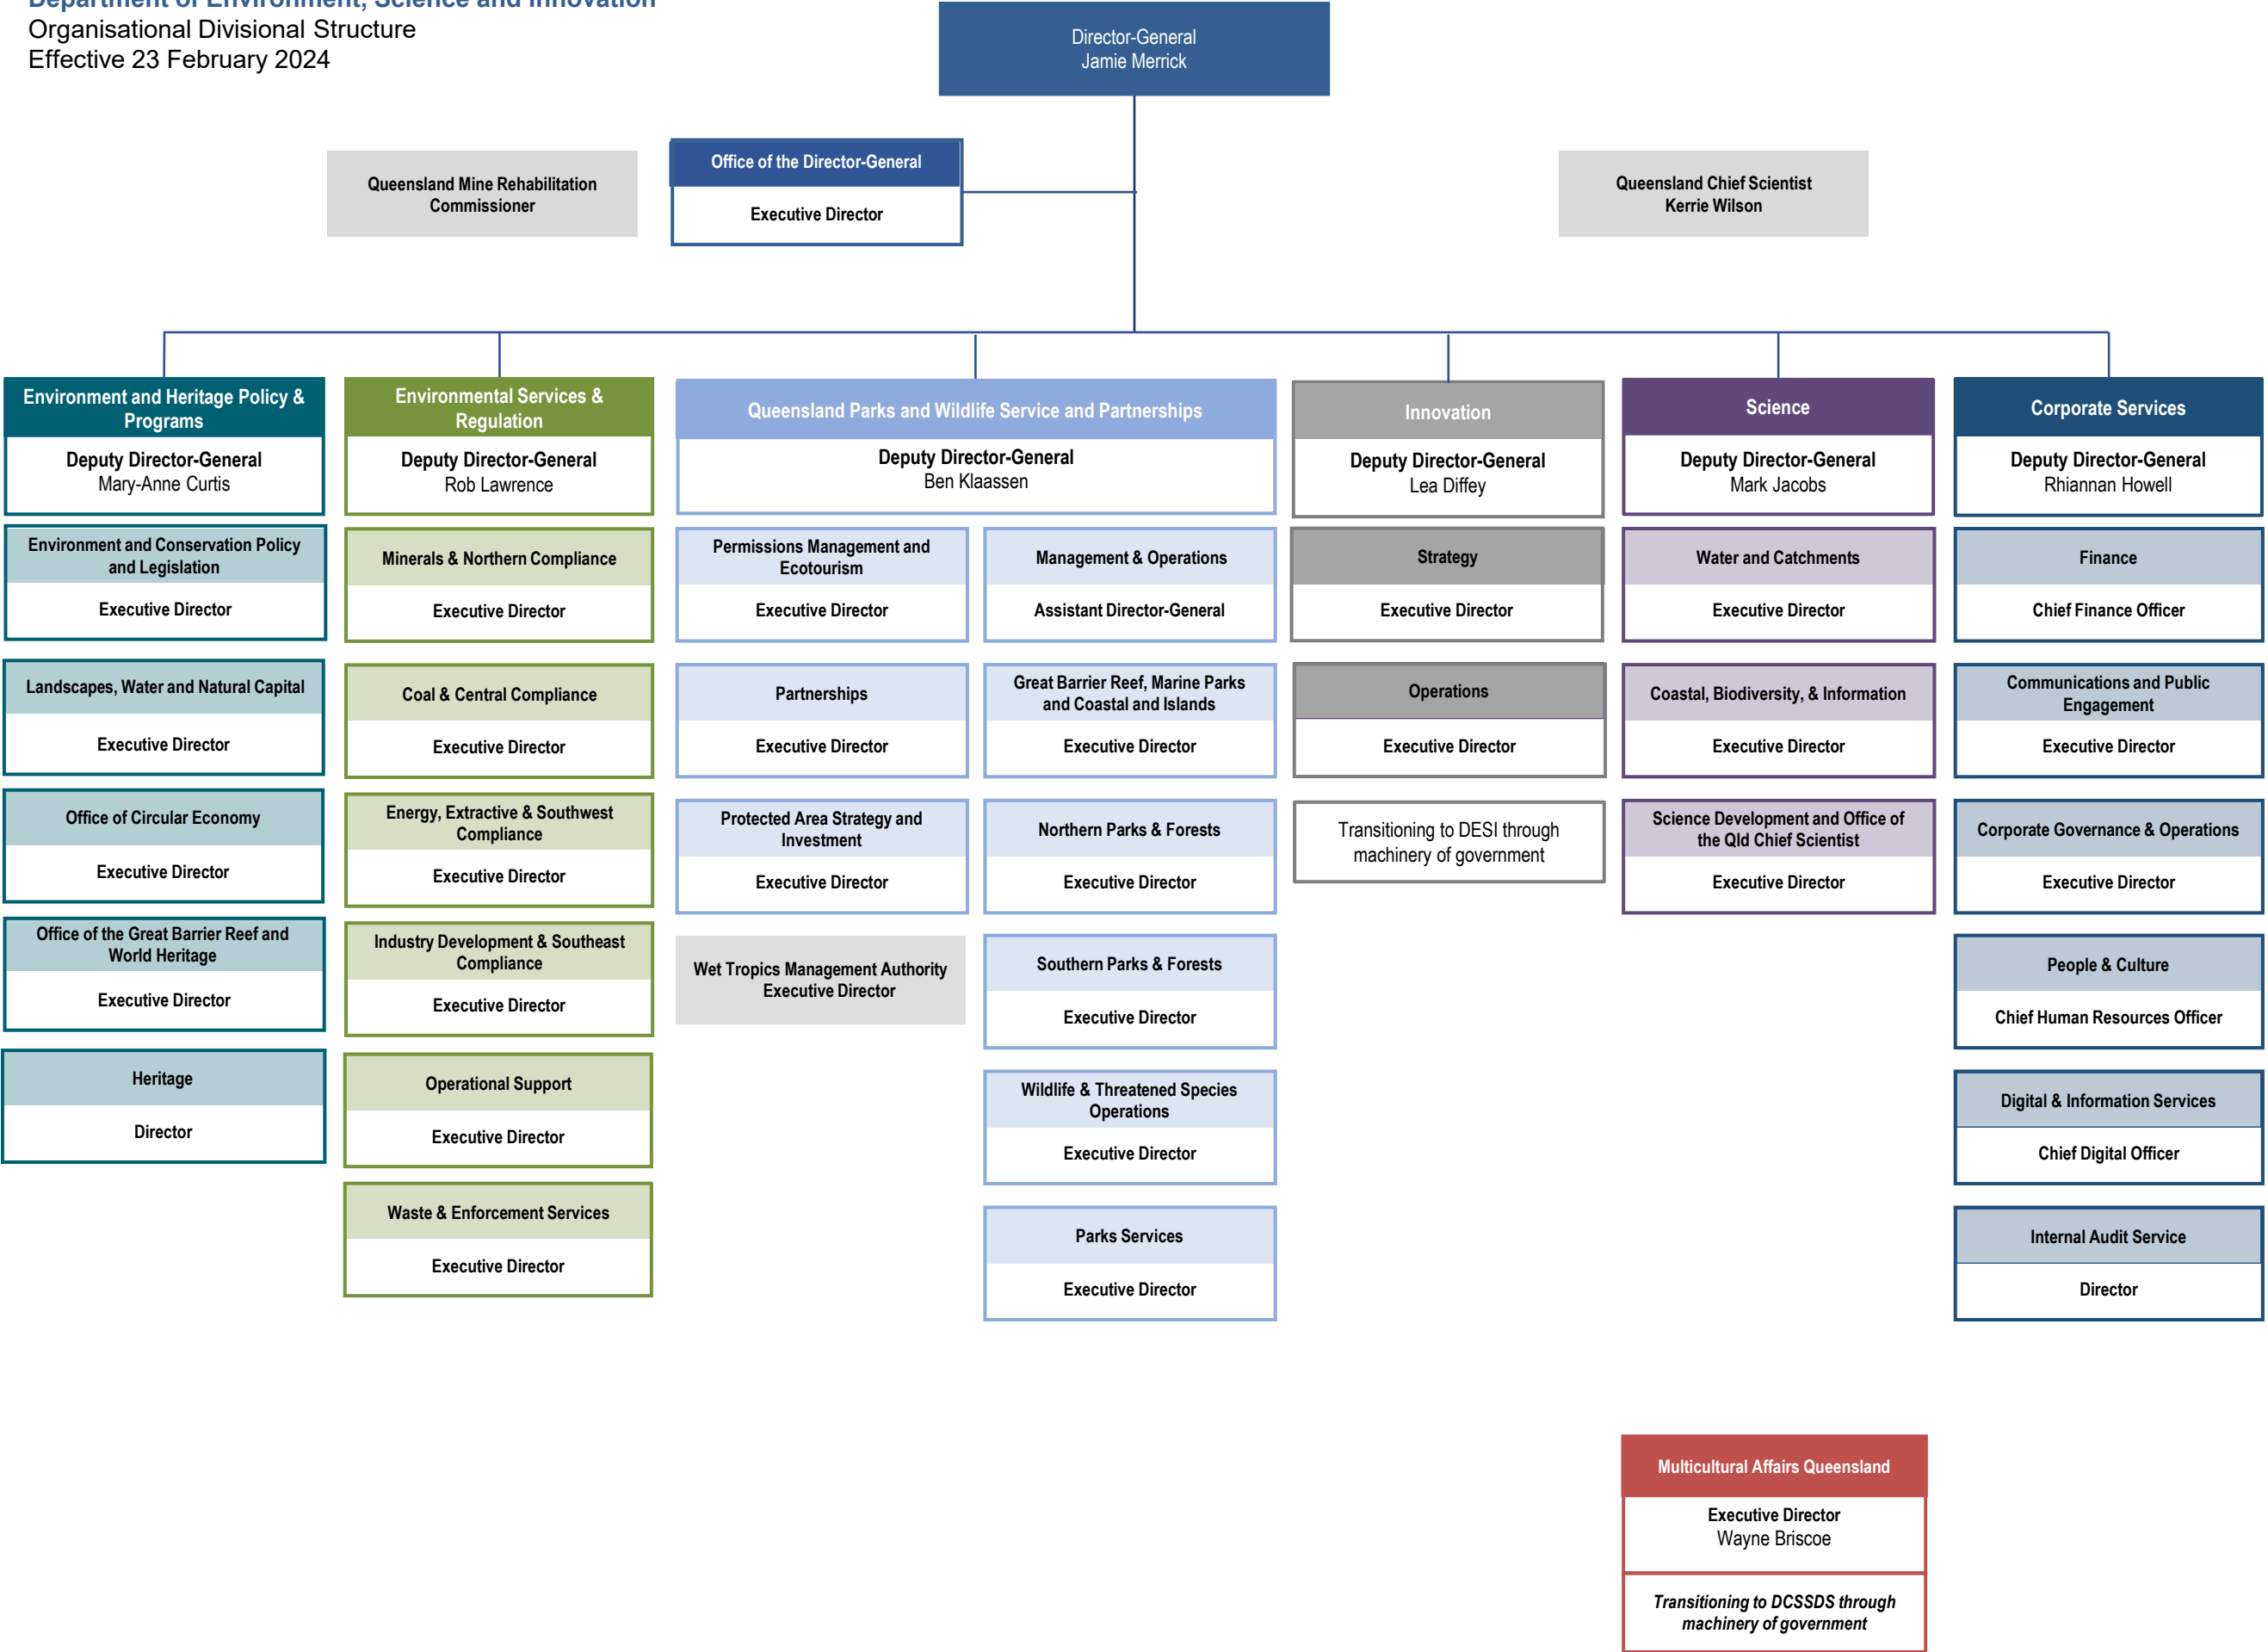 Department of Environment, Science and Innovation
Organisational Divisional Structure
Effective 23 February 2024
Director-General
Jamie Merrick
Queensland Mine Rehabilitation
Commissioner
Office of the Director-General
Executive Director
Queensland Chief Scientist
Kerrie Wilson
Environment and Heritage Policy &
Programs
Deputy Director-General
Mary-Anne Curtis
Environment and Conservation Policy
and Legislation
Executive Director
Landscapes, Water and Natural Capital
Executive Director
Office of Circular Economy
Executive Director
Office of the Great Barrier Reef and
World Heritage
Executive Director
Heritage
Director
Environmental Services &
Regulation
Deputy Director-General
Rob Lawrence
Minerals & Northern Compliance
Executive Director
Coal & Central Compliance
Executive Director
Energy, Extractive & Southwest
Compliance
Executive Director
Industry Development & Southeast
Compliance
Executive Director
Operational Support
Executive Director
Waste & Enforcement Services
Executive Director
Queensland Parks and Wildlife Service and Partnerships
Deputy Director-General
Ben Klaassen
Permissions Management and
Ecotourism
Executive Director
Partnerships
Executive Director
Protected Area Strategy and
Investment
Executive Director
Wet Tropics Management Authority
Executive Director
Management & Operations
Assistant Director-General
Great Barrier Reef, Marine Parks
and Coastal and Islands
Executive Director
Northern Parks & Forests
Executive Director
Southern Parks & Forests
Executive Director
Wildlife & Threatened Species
Operations
Executive Director
Parks Services
Executive Director
Innovation
Deputy Director-General
Lea Diffey
Strategy
Executive Director
Operations
Executive Director
Transitioning to DESI through
machinery of government
Science
Deputy Director-General
Mark Jacobs
Water and Catchments
Executive Director
Coastal, Biodiversity, & Information
Executive Director
Science Development and Office of
the Qld Chief Scientist
Executive Director
Corporate Services
Deputy Director-General
Rhiannan Howell
Finance
Chief Finance Officer
Communications and Public
Engagement
Executive Director
Corporate Governance & Operations
Executive Director
People & Culture
Chief Human Resources Officer
Digital & Information Services
Chief Digital Officer
Internal Audit Service
Director
Multicultural Affairs Queensland
Executive Director
Wayne Briscoe
Transitioning to DCSSDS through
machinery of government